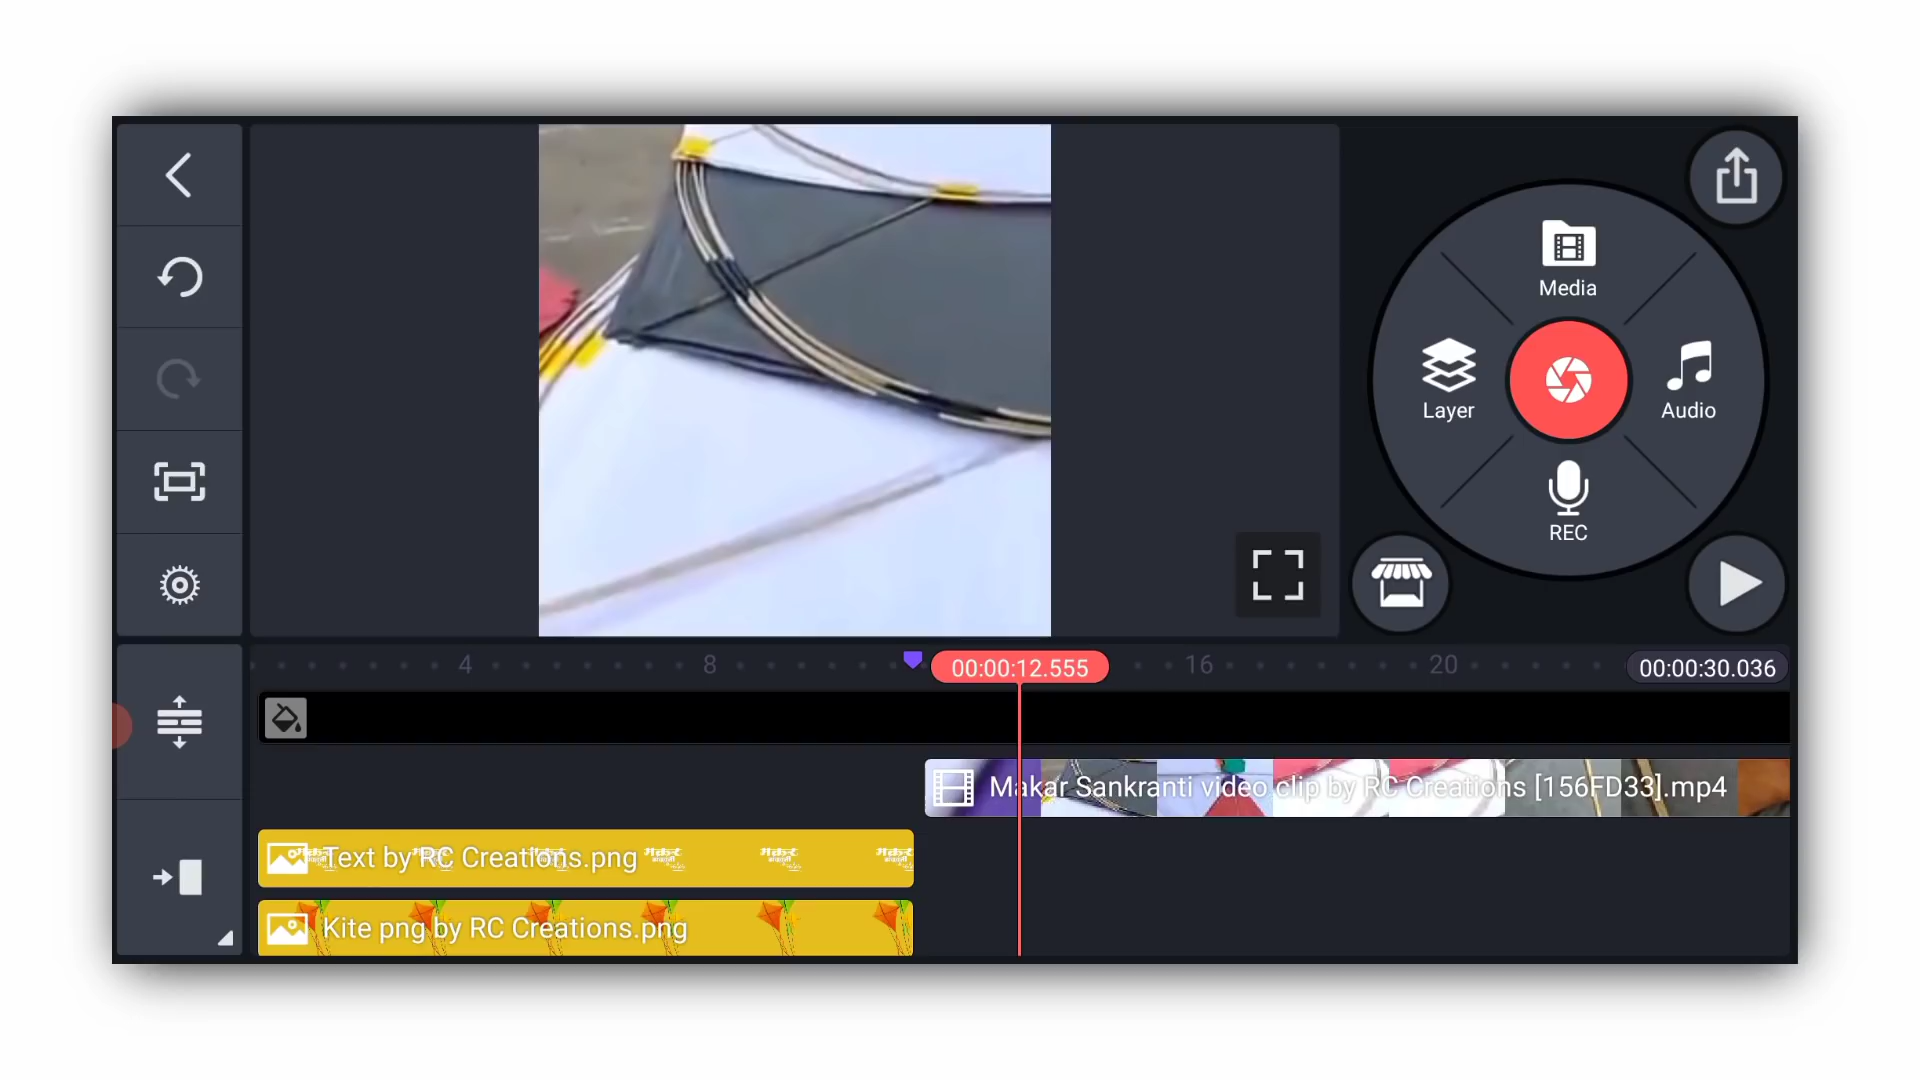 Media
Layer
Audio
REC
4
8
00:00:12.555
16
20
00:00:30.036
Makar Sankranti video clip by RC Creations [156FD33].mp4
Text by RC Creations.png
Kite png by RC Creations.png